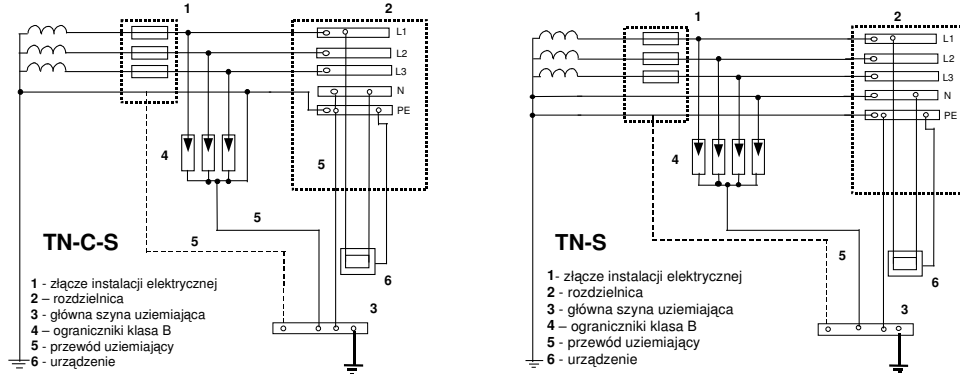 1
2
L1
L2
L3
N
PE
4
5
5
5
6
3
TN-C-S
1 - złącze instalacji elektrycznej
2 – rozdzielnica
3 - główna szyna uziemiająca
4 – ograniczniki klasa B
5 - przewód uziemiający
6 - urządzenie
1
2
L1
L2
L3
N
PE
4
5
6
3
TN-S
1- złącze instalacji elektrycznej
2 - rozdzielnica
3 - główna szyna uziemiająca
4 – ograniczniki klasa B
5 - przewód uziemiający
6 - urządzenie